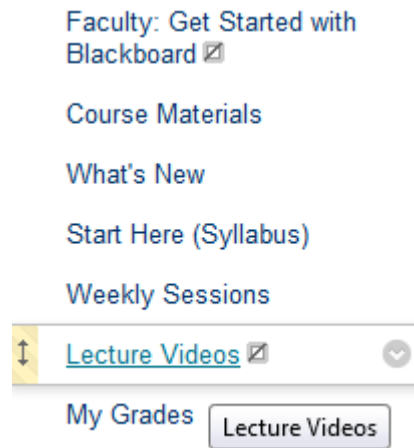 Faculty: Get Started with
Blackboard
Course Materials
What's New
Start Here (Syllabus)
Weekly Sessions
Lecture Videos
My Grades
Lecture Videos